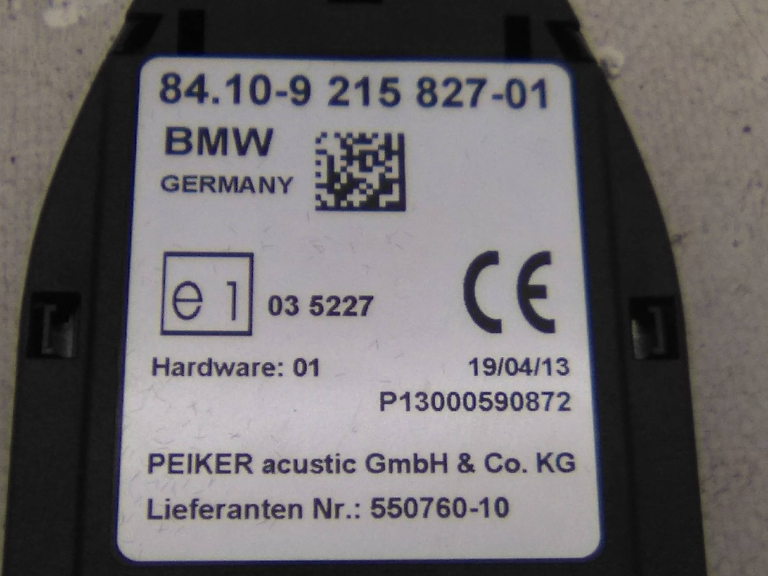 84.10-9 215 827-01
BMW
GERMANY
e1 03 5227
CE
Hardware: 01 19/04/13
P13000590872
PEIKER acustic GmbH & Co. KG
Lieferanten Nr.: 550760-10